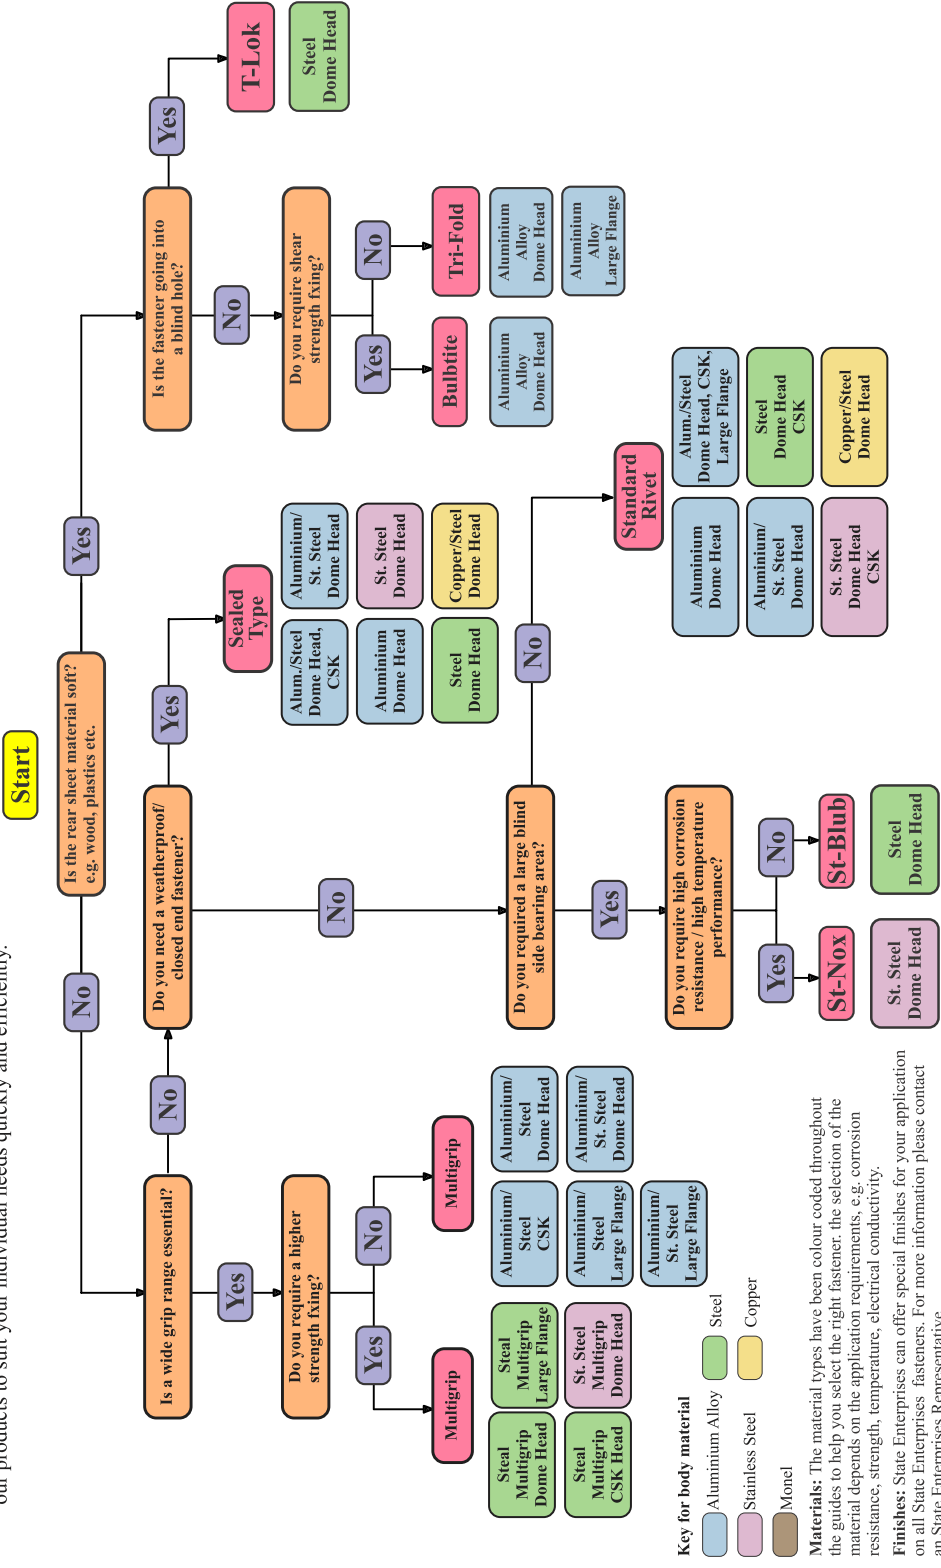 our products to suit your individual needs quickly and efficiently.
Start
Is the rear sheet material soft?
e.g. wood, plastics etc.
No
Yes
Is a wide grip range essential?
No
Do you need a weatherproof/
closed end fastener?
Yes
Is the fastener going into
a blind hole?
Yes
T-Lok
Steel
Dome Head
Yes
Do you require a higher
strength fxing?
Yes
No
Multigrip
Steal
Multigrip
Dome Head
Steal
Multigrip
Large Flange
Steal
Multigrip
CSK Head
St. Steel
Multigrip
Dome Head
Multigrip
Aluminium/
Steel
CSK
Aluminium/
Steel
Dome Head
Aluminium/
Steel
Large Flange
Aluminium/
St. Steel
Dome Head
Aluminium/
St. Steel
Large Flange
Sealed
Type
Alum./Steel
Dome Head,
CSK
Aluminium/
St. Steel
Dome Head
Aluminium
Dome Head
St. Steel
Dome Head
Steel
Dome Head
Copper/Steel
Dome Head
No
Do you required a large blind
side bearing area?
No
Yes
Do you require high corrosion
resistance / high temperature
performance?
Yes
No
St-Nox
St. Steel
Dome Head
St-Blub
Steel
Dome Head
Standard
Rivet
Aluminium
Dome Head
Alum./Steel
Dome Head, CSK,
Large Flange
Aluminium/
St. Steel
Dome Head
Steel
Dome Head
CSK
St. Steel
Dome Head
CSK
Copper/Steel
Dome Head
No
Do you require shear
strength fxing?
Yes
No
Bulbtite
Aluminium
Alloy
Dome Head
Tri-Fold
Aluminium
Alloy
Dome Head
Aluminium
Alloy
Large Flange
Key for body material
Aluminium Alloy
Steel
Stainless Steel
Copper
Monel
Materials: The material types have been colour coded throughout
the guides to help you select the right fastener. the selection of the
material depends on the application requirements, e.g. corrosion
resistance, strength, temperature, electrical conductivity.
Finishes: State Enterprises can offer special finishes for your application
on all State Enterprises fasteners. For more information please contact
an State Enterprises Representative